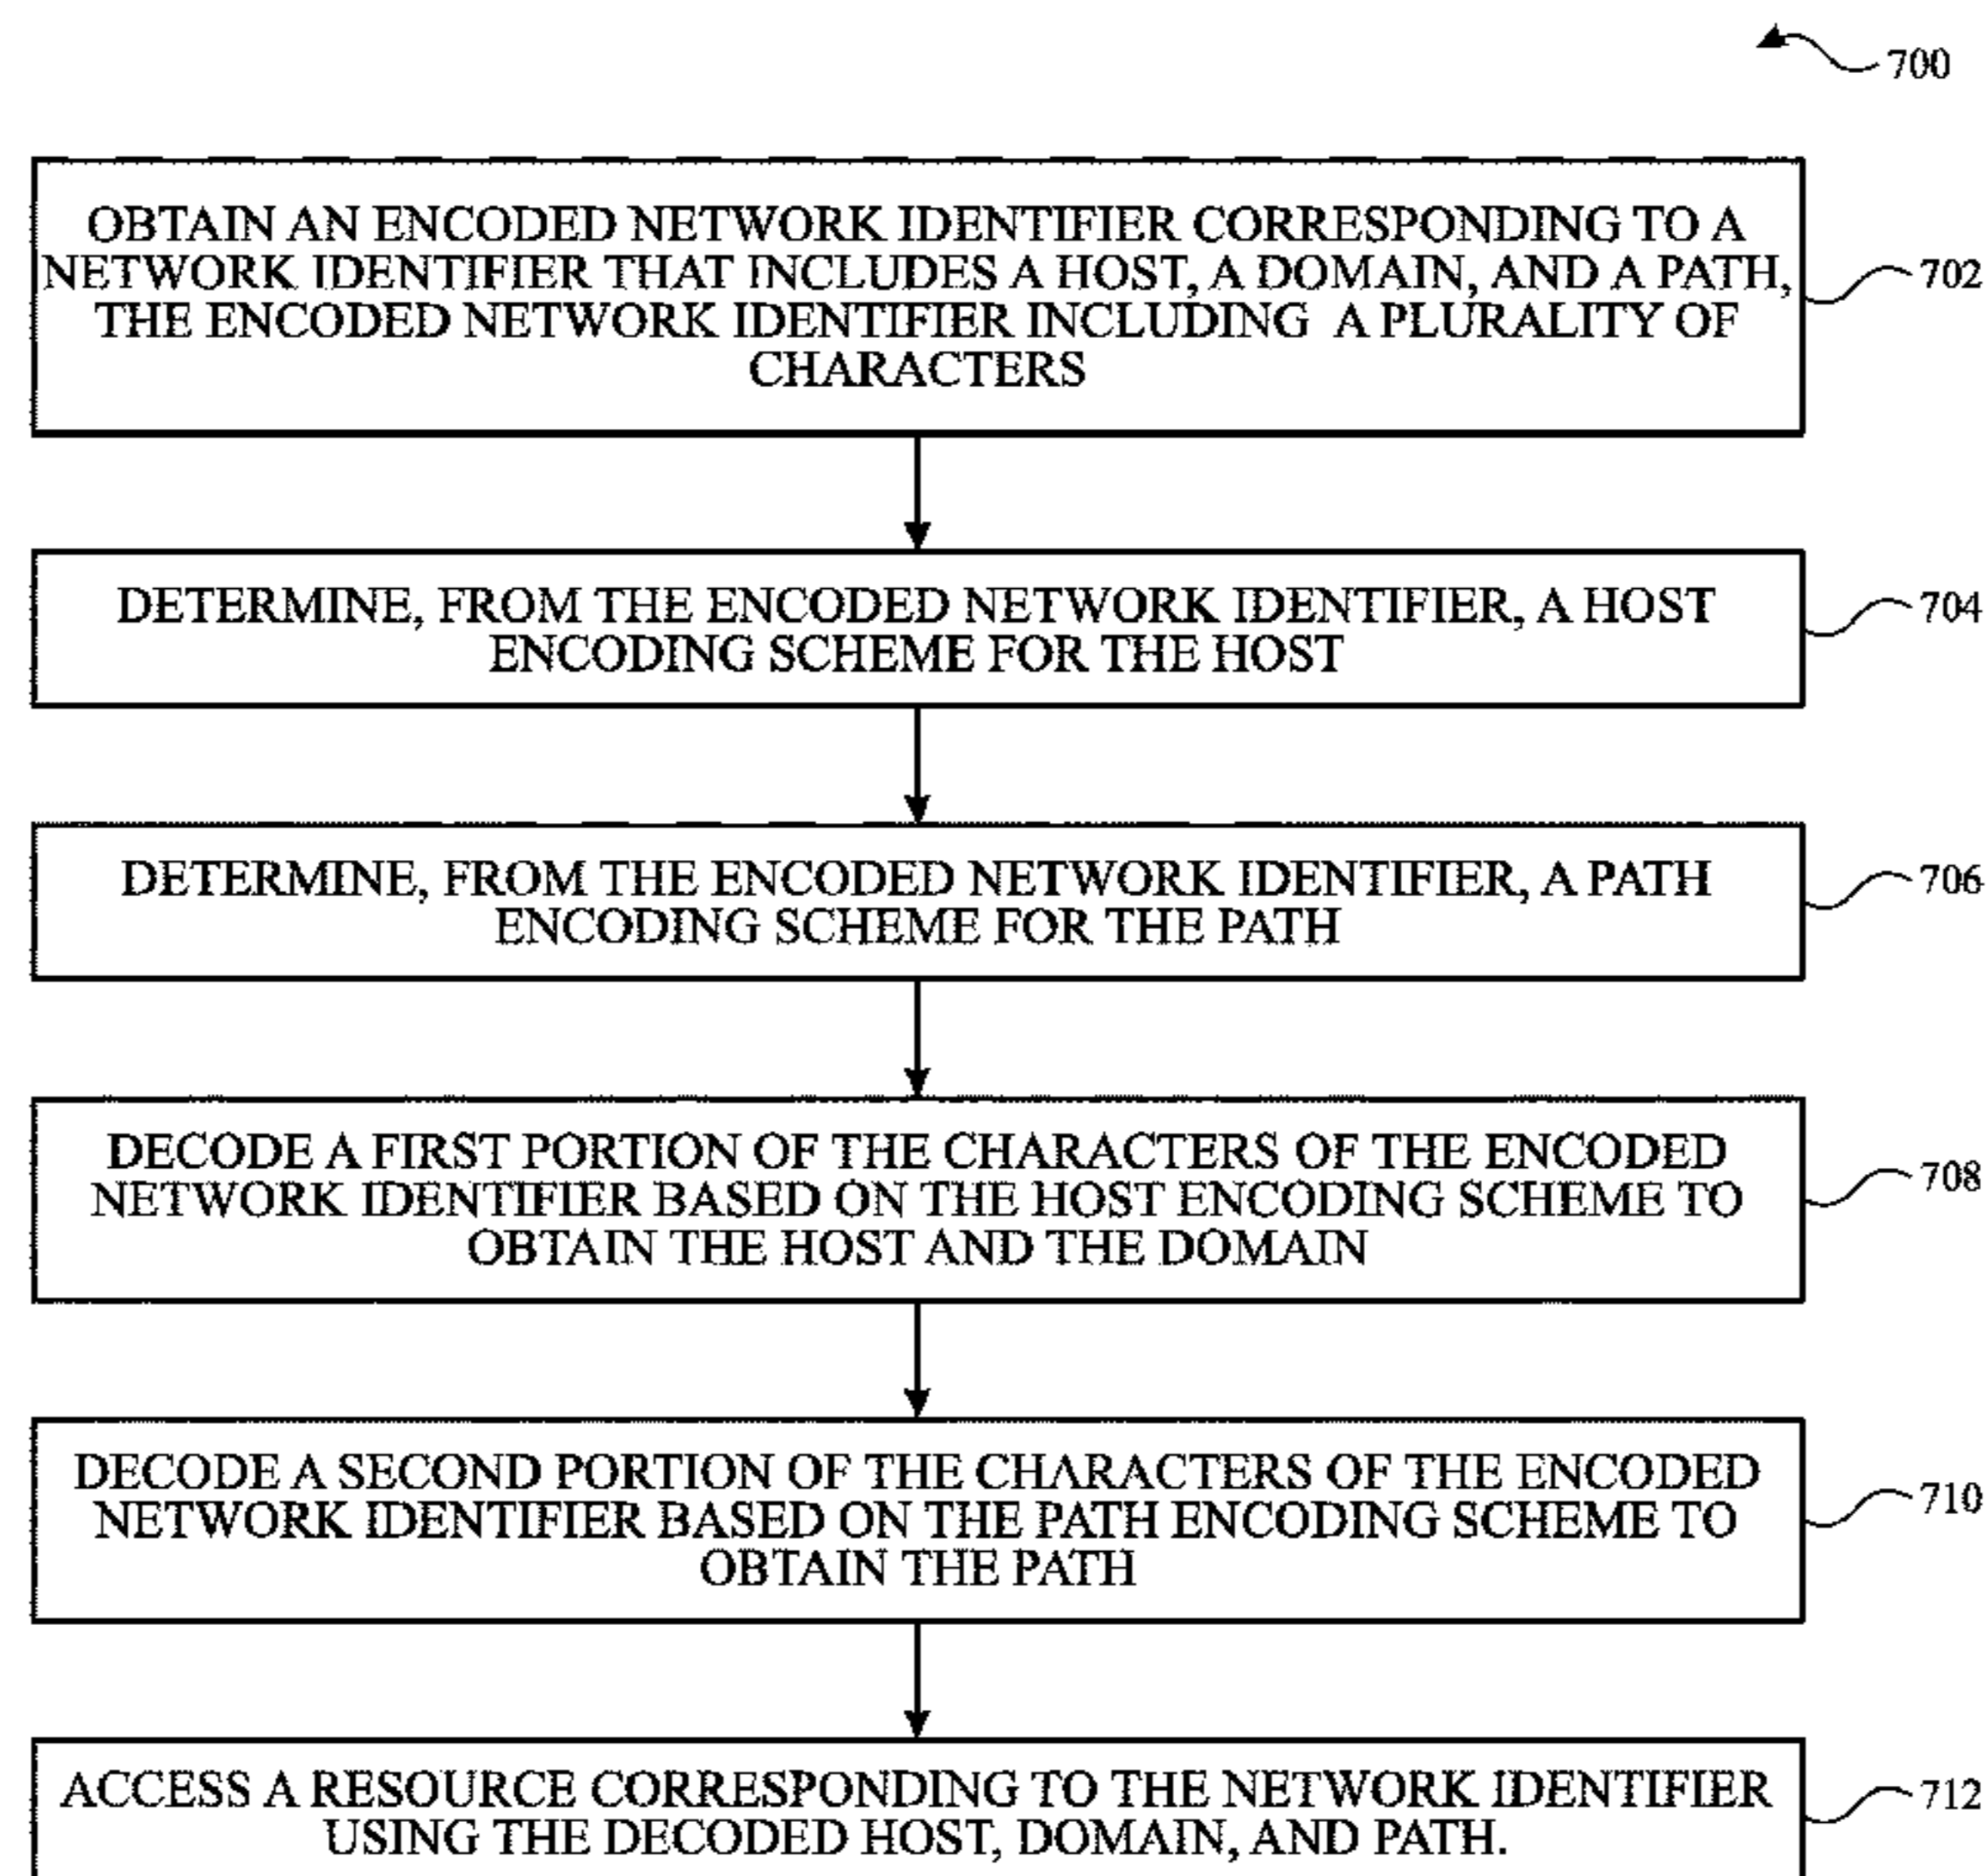 700
OBTAIN AN ENCODED NETWORK IDENTIFIER CORRESPONDING TO A
NETWORK IDENTIFIER THAT INCLUDES A HOST, A DOMAIN, AND A PATH,
THE ENCODED NETWORK IDENTIFIER INCLUDING A PLURALITY OF
CHARACTERS
702
DETERMINE, FROM THE ENCODED NETWORK IDENTIFIER, A HOST
ENCODING SCHEME FOR THE HOST
704
DETERMINE, FROM THE ENCODED NETWORK IDENTIFIER, A PATH
ENCODING SCHEME FOR THE PATH
706
DECODE A FIRST PORTION OF THE CHARACTERS OF THE ENCODED
NETWORK IDENTIFIER BASED ON THE HOST ENCODING SCHEME TO
OBTAIN THE HOST AND THE DOMAIN
708
DECODE A SECOND PORTION OF THE CHARACTERS OF THE ENCODED
NETWORK IDENTIFIER BASED ON THE PATH ENCODING SCHEME TO
OBTAIN THE PATH
710
ACCESS A RESOURCE CORRESPONDING TO THE NETWORK IDENTIFIER
USING THE DECODED HOST, DOMAIN, AND PATH.
712